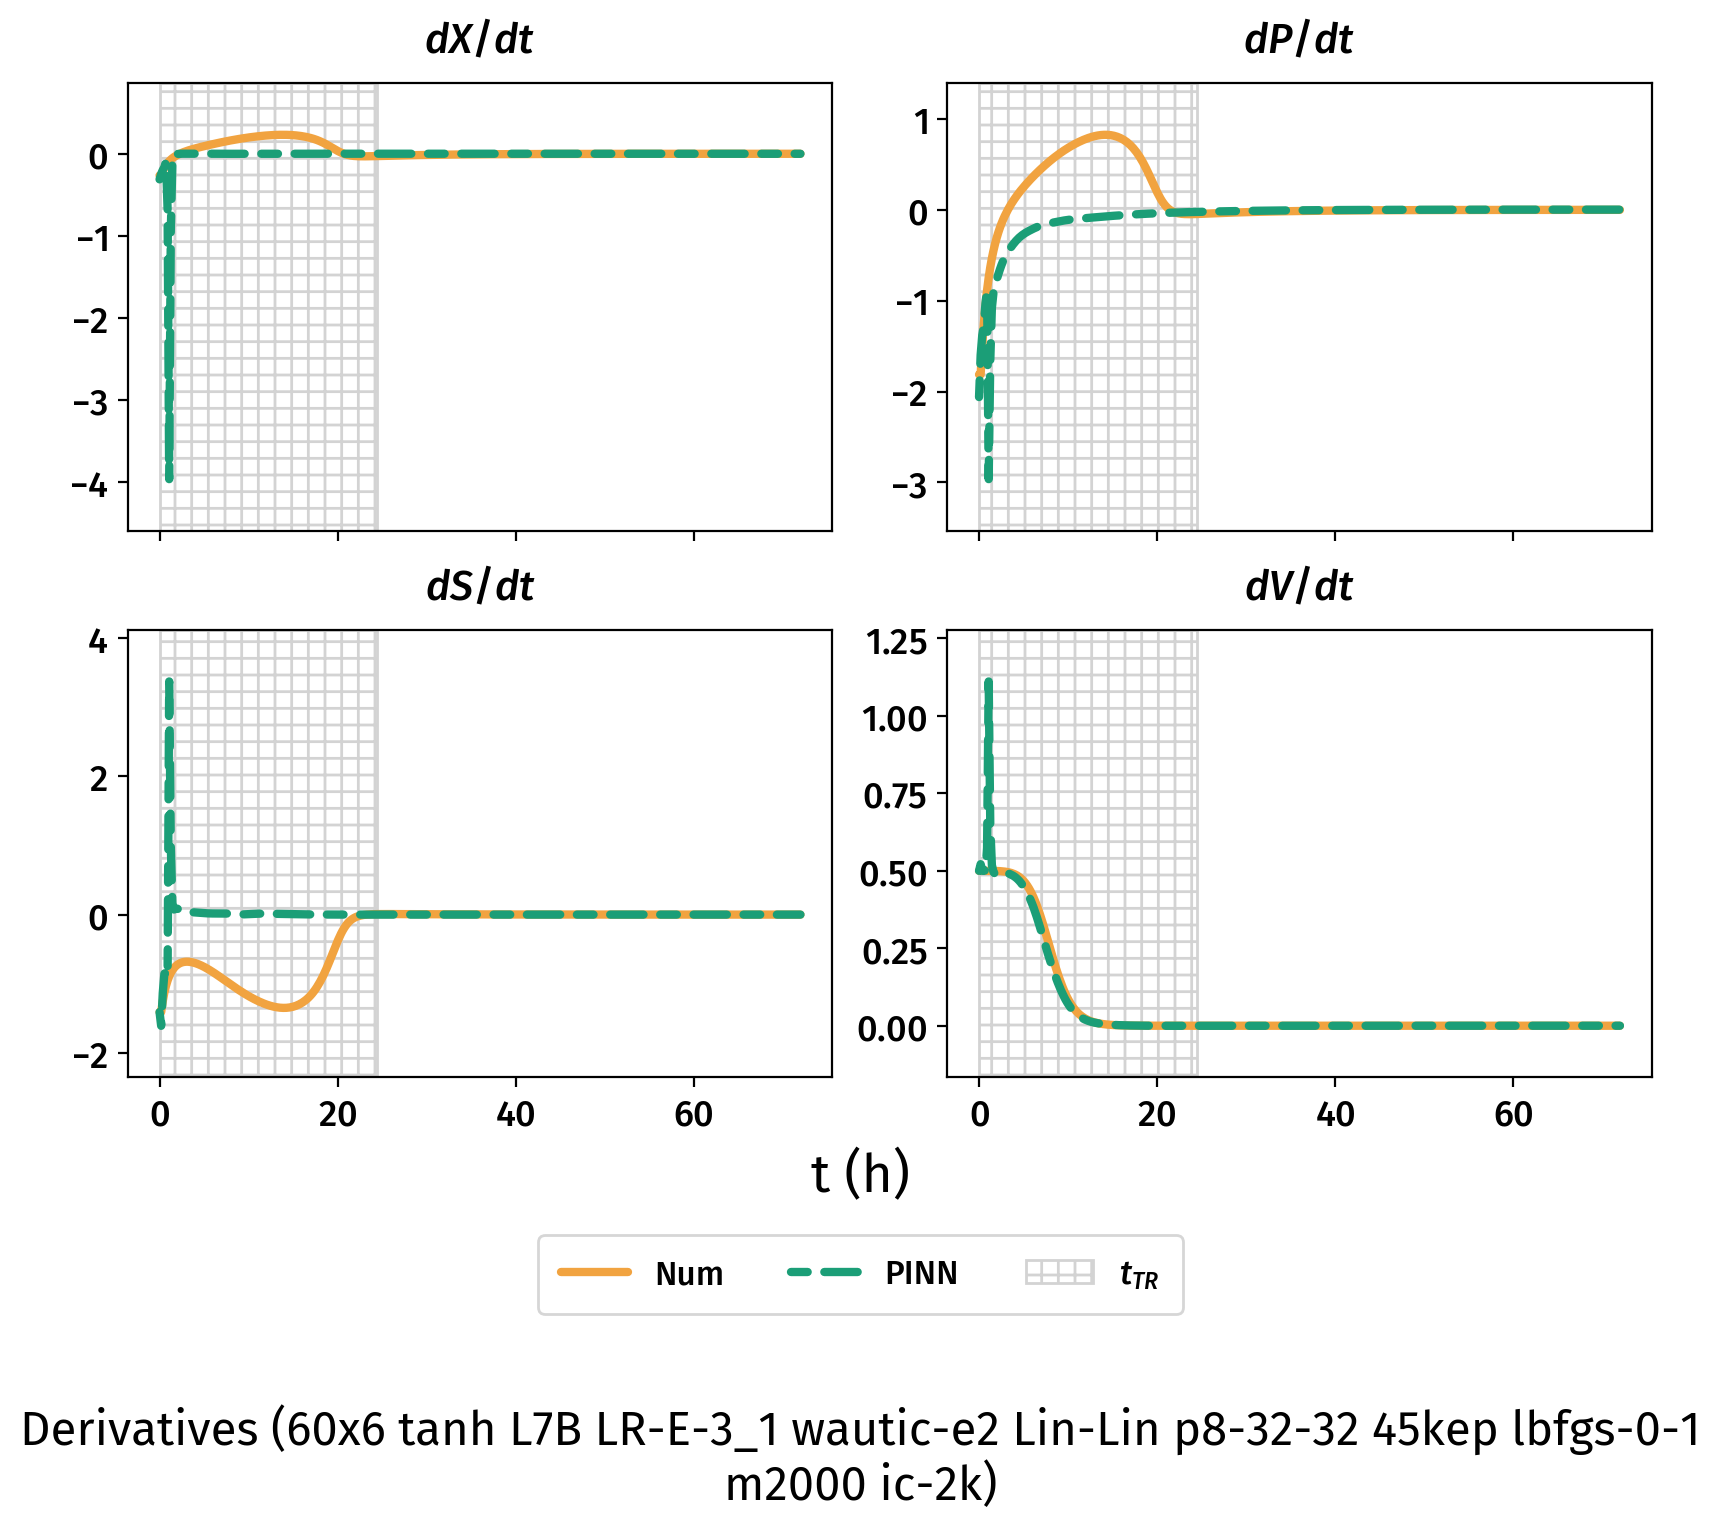 dX/dt
dP/dt
0
−1
−2
−3
−4
1
0
−1
−2
−3
dS/dt
dV/dt
4
2
0
−2
1.25
1.00
0.75
0.50
0.25
0.00
0 20 40 60
0 20 40 60
t (h)
Num PINN t_TR
Derivatives (60x6 tanh L7B LR-E-3_1 wautic-e2 Lin-Lin p8-32-32 45kep lbfgs-0-1
m2000 ic-2k)